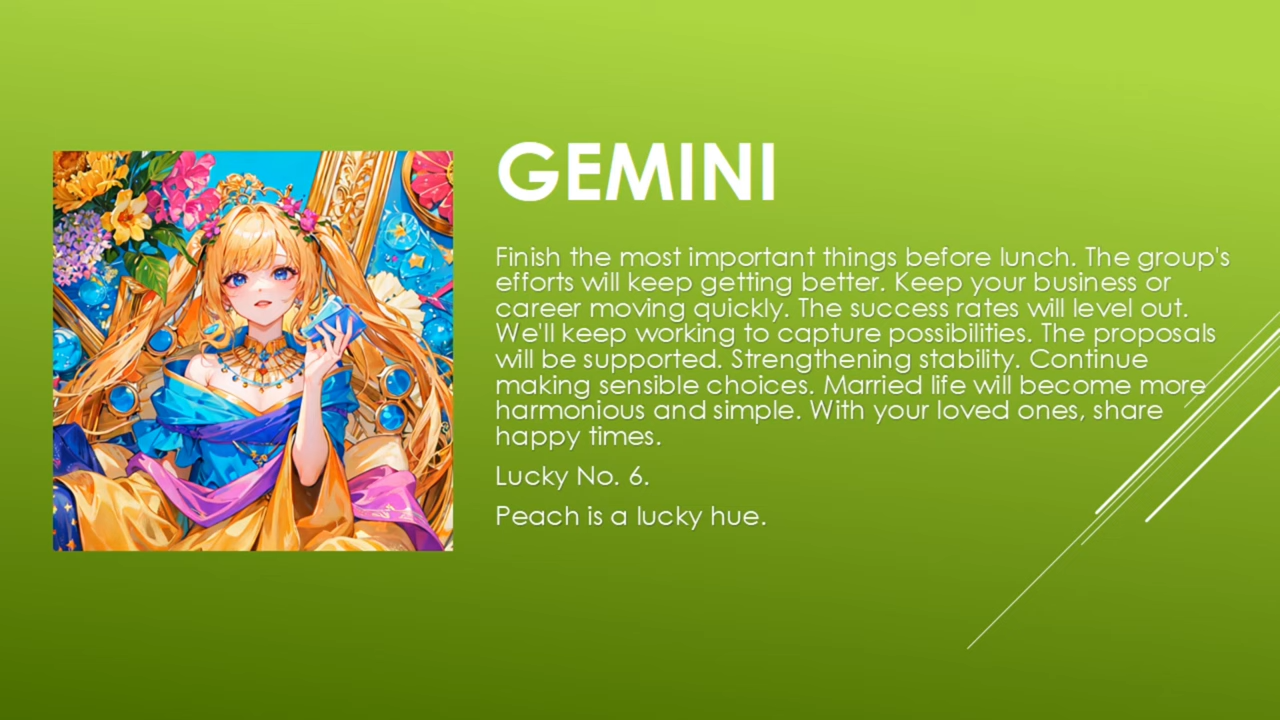 GEMINI
Finish the most important things before lunch. The group's
efforts will keep getting better. Keep your business or
career moving quickly. The success rates will level out.
We'll keep working to capture possibilities. The proposals
will be supported. Strengthening stability. Continue
making sensible choices. Married life will become more
harmonious and simple. With your loved ones, share
happy times.
Lucky No. 6.
Peach is a lucky hue.